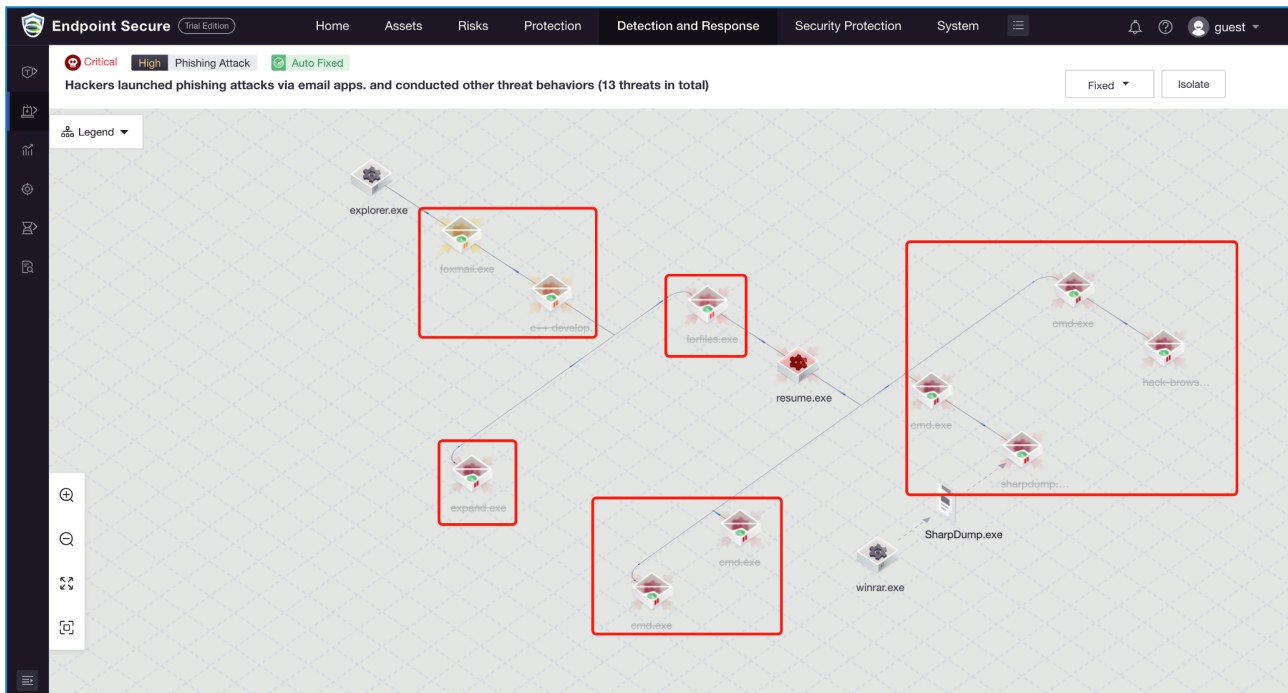 Endpoint Secure Trial Edition Home Assets Risks Protection Detection and Response Security Protection System guest
Critical High Phishing Attack Auto Fixed
Hackers launched phishing attacks via email apps. and conducted other threat behaviors (13 threats in total)
Fixed Isolate
Legend
explorer.exe
foxmail.exe
c++ develop...
forfiles.exe
resume.exe
cmd.exe
hack-brows...
cmd.exe
sharpdump....
expand.exe
cmd.exe
SharpDump.exe
winrar.exe
cmd.exe